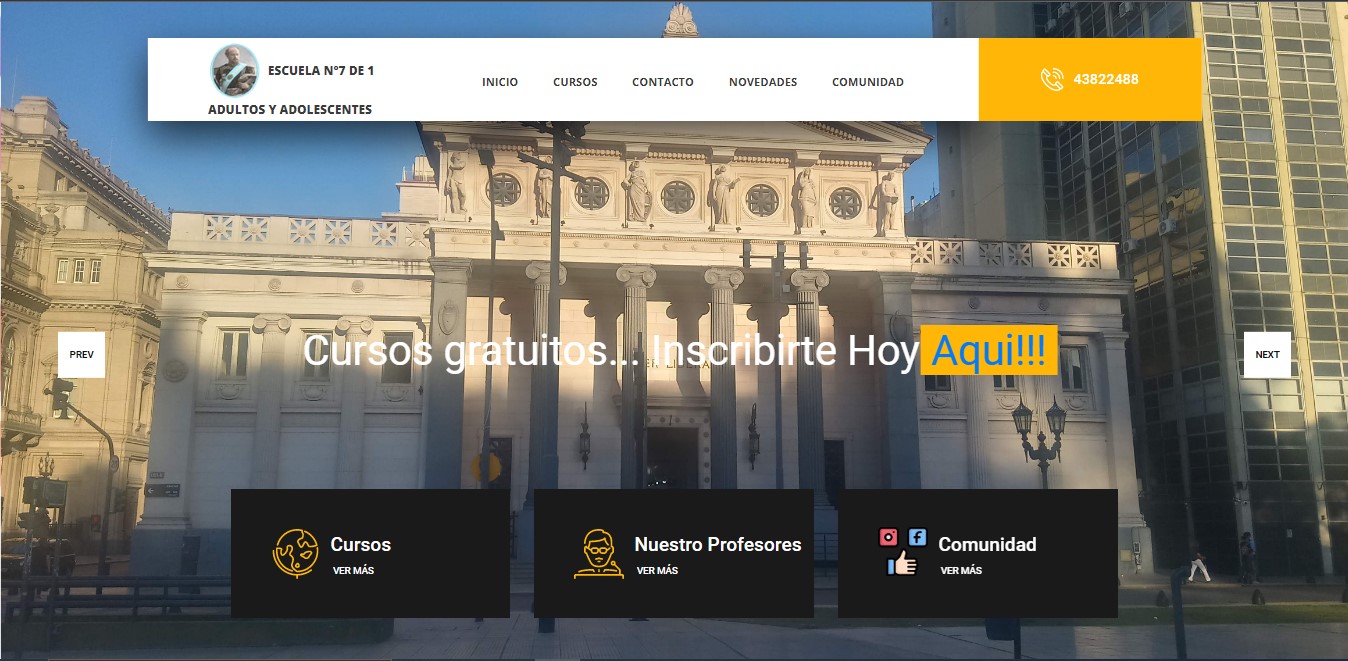 ESCUELA N°7 DE 1
ADULTOS Y ADOLESCENTES
INICIO CURSOS CONTACTO NOVEDADES COMUNIDAD
43822488
PREV
Cursos gratuitos... Inscribirte Hoy Aqui!!!
NEXT
Cursos
VER MÁS
Nuestro Profesores
VER MÁS
Comunidad
VER MÁS